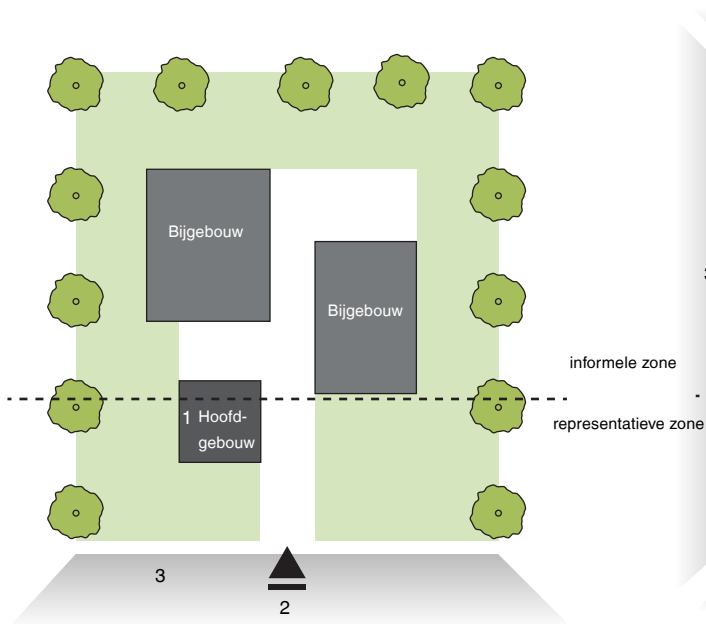 Bijgebouw
Bijgebouw
informele zone
1 Hoofd-
gebouw
representatieve zone
3
2